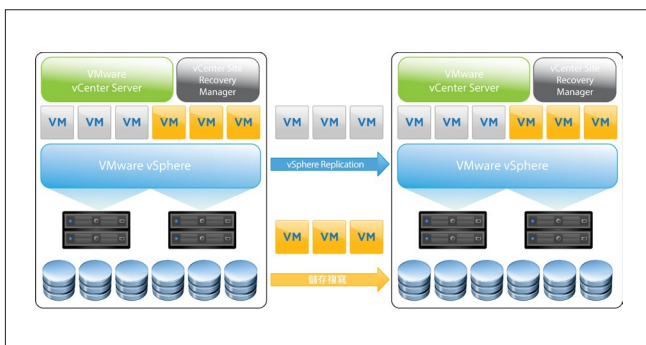 VMware
vCenter Server
vCenter Site
Recovery
Manager
VM VM VM VM VM VM
VMware vSphere
VM VM VM
vSphere Replication
VM VM VM
儲存複寫
VMware
vCenter Server
vCenter Site
Recovery
Manager
VM VM VM VM VM VM
VMware vSphere